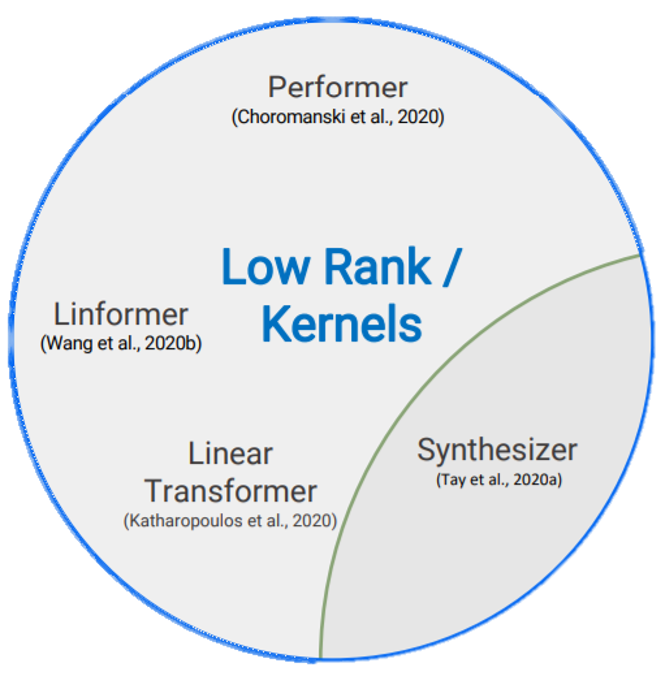 Performer
(Choromanski et al., 2020)
Low Rank /
Kernels
Linformer
(Wang et al., 2020b)
Linear
Transformer
(Katharopoulos et al., 2020)
Synthesizer
(Tay et al., 2020a)